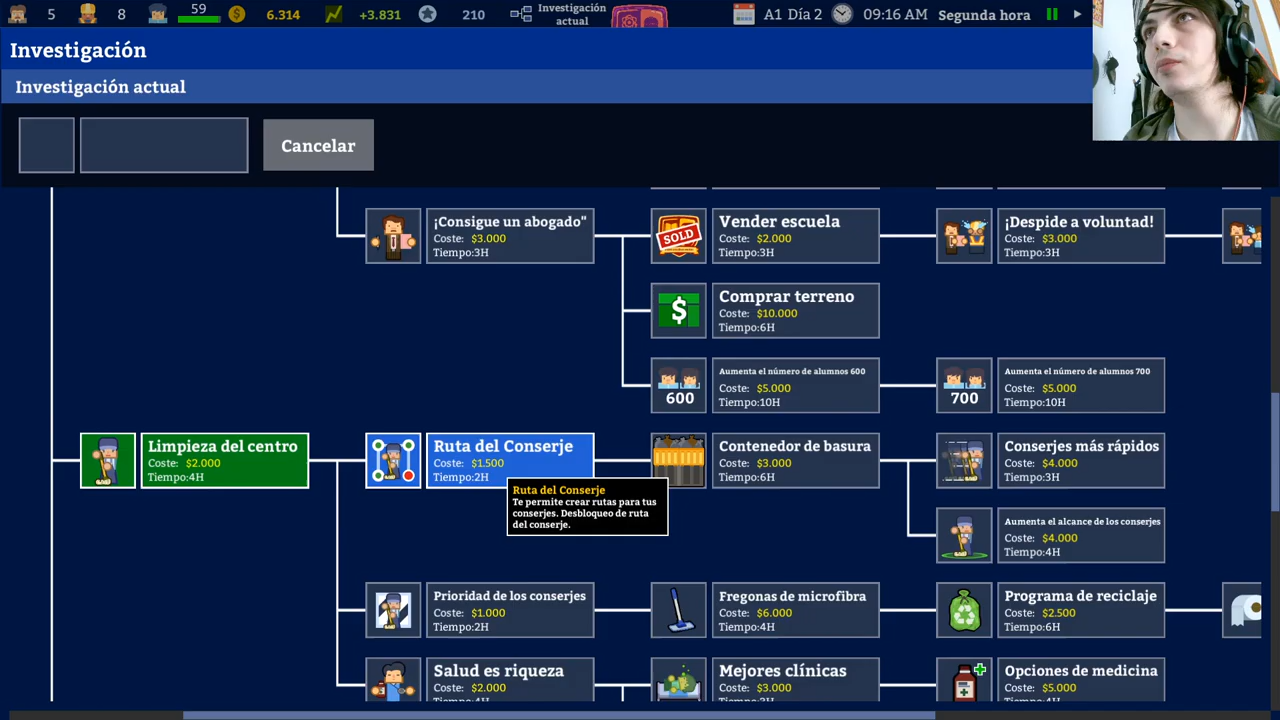 5 8 59 6.314 +3.831 210 Investigación actual A1 Día 2 09:16 AM Segunda hora
Investigación
Investigación actual
Cancelar
¡Consigue un abogado"
Coste: $3.000
Tiempo:3H
Vender escuela
Coste: $2.000
Tiempo:3H
SOLD
¡Despide a voluntad!
Coste: $3.000
Tiempo:3H
Comprar terreno
Coste: $10.000
Tiempo:6H
$
600
Aumenta el número de alumnos 600
Coste: $5.000
Tiempo:10H
700
Aumenta el número de alumnos 700
Coste: $5.000
Tiempo:10H
Limpieza del centro
Coste: $2.000
Tiempo:4H
Ruta del Conserje
Coste: $1.500
Tiempo:2H
Contenedor de basura
Coste: $3.000
Tiempo:6H
Conserjes más rápidos
Coste: $4.000
Tiempo:3H
Ruta del Conserje
Te permite crear rutas para tus
conserjes. Desbloqueo de ruta
del conserje.
Aumenta el alcance de los conserjes
Coste: $4.000
Tiempo:4H
Prioridad de los conserjes
Coste: $1.000
Tiempo:2H
Fregonas de microfibra
Coste: $6.000
Tiempo:4H
Programa de reciclaje
Coste: $2.500
Tiempo:6H
Salud es riqueza
Coste: $2.000
Mejores clínicas
Coste: $3.000
Opciones de medicina
Coste: $5.000